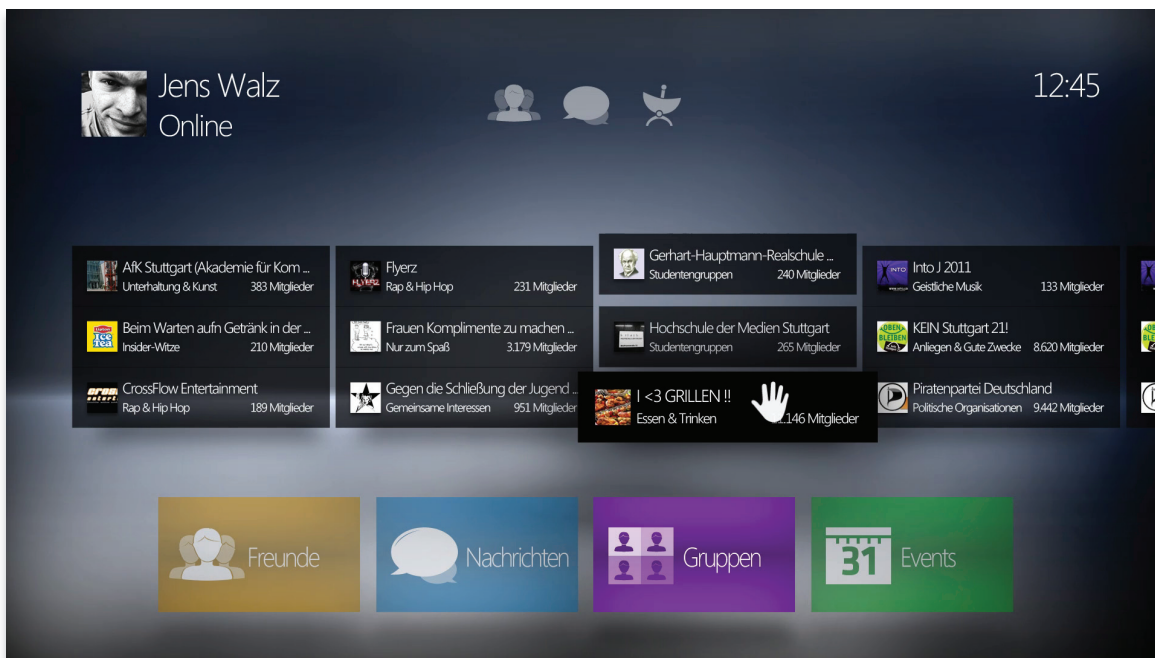 Jens Walz
Online
12:45
AfK Stuttgart (Akademie für Kom ...
Unterhaltung & Kunst 383 Mitglieder
Beim Warten aufn Getränk in der ...
Insider-Witze 210 Mitglieder
CrossFlow Entertainment
Rap & Hip Hop 189 Mitglieder
Flyerz
Rap & Hip Hop 231 Mitglieder
Frauen Komplimente zu machen ...
Nur zum Spaß 3.179 Mitglieder
Gegen die Schließung der Jugend ...
Gemeinsame Interessen 951 Mitglieder
Gerhart-Hauptmann-Realschule ...
Studentengruppen 240 Mitglieder
Hochschule der Medien Stuttgart
Studentengruppen 265 Mitglieder
I <3 GRILLEN !!
Essen & Trinken Mitglieder
INTO
Into J 2011
Geistliche Musik 133 Mitglieder
OBEN
BLEIBEN
KEIN Stuttgart 21!
Anliegen & Gute Zwecke 8.620 Mitglieder
Piratenpartei Deutschland
Politische Organisationen 9.442 Mitglieder
Freunde
Nachrichten
Gruppen
31
Events